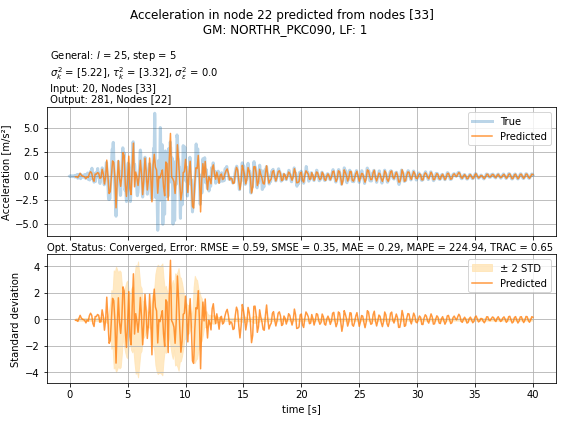 Acceleration in node 22 predicted from nodes [33]
GM: NORTHR_PKC090, LF: 1
General: l = 25, step = 5
σ²ₖ = [5.22], τ²ₖ = [3.32], σ²_ε = 0.0
Input: 20, Nodes [33]
Output: 281, Nodes [22]
True
Predicted
Acceleration [m/s²]
5.0
2.5
0.0
−2.5
−5.0
Opt. Status: Converged, Error: RMSE = 0.59, SMSE = 0.35, MAE = 0.29, MAPE = 224.94, TRAC = 0.65
± 2 STD
Predicted
Standard deviation
4
2
0
−2
−4
0 5 10 15 20 25 30 35 40
time [s]